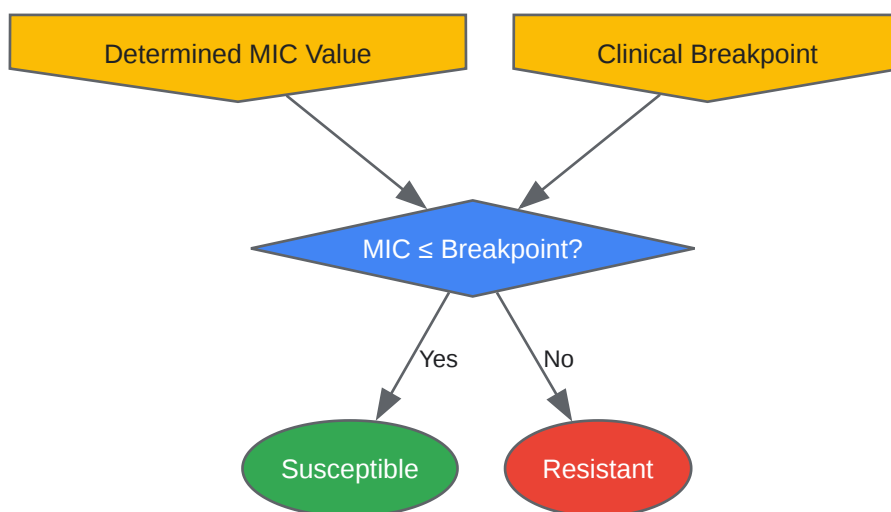 Determined MIC Value
Clinical Breakpoint
MIC ≤ Breakpoint?
Yes
No
Susceptible
Resistant